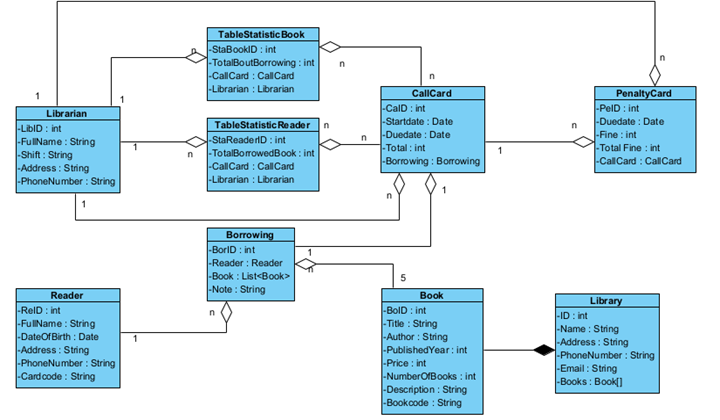 TableStatisticBook
-StaBookID : int
-TotalBoutBorrowing : int
-CallCard : CallCard
-Librarian : Librarian
n
n
n
1
1
Librarian
-LibID : int
-FullName : String
-Shift : String
-Address : String
-PhoneNumber : String
1
n
1
TableStatisticReader
-StaReaderID : int
-TotalBorrowedBook : int
-CallCard : CallCard
-Librarian : Librarian
n
n
CallCard
-CaID : int
-Startdate : Date
-Duedate : Date
-Total : int
-Borrowing : Borrowing
n
1
1
n
n
PenaltyCard
-PeID : int
-Duedate : Date
-Fine : int
-Total Fine : int
-CallCard : CallCard
Borrowing
-BorID : int
-Reader : Reader
-Book : List<Book>
-Note : String
1
n
5
n
1
Reader
-ReID : int
-FullName : String
-DateOfBirth : Date
-Address : String
-PhoneNumber : String
-Cardcode : String
Book
-BoID : int
-Title : String
-Author : String
-PublishedYear : int
-Price : int
-NumberOfBooks : int
-Description : String
-Bookcode : String
Library
-ID : int
-Name : String
-Address : String
-PhoneNumber : String
-Email : String
-Books : Book[]